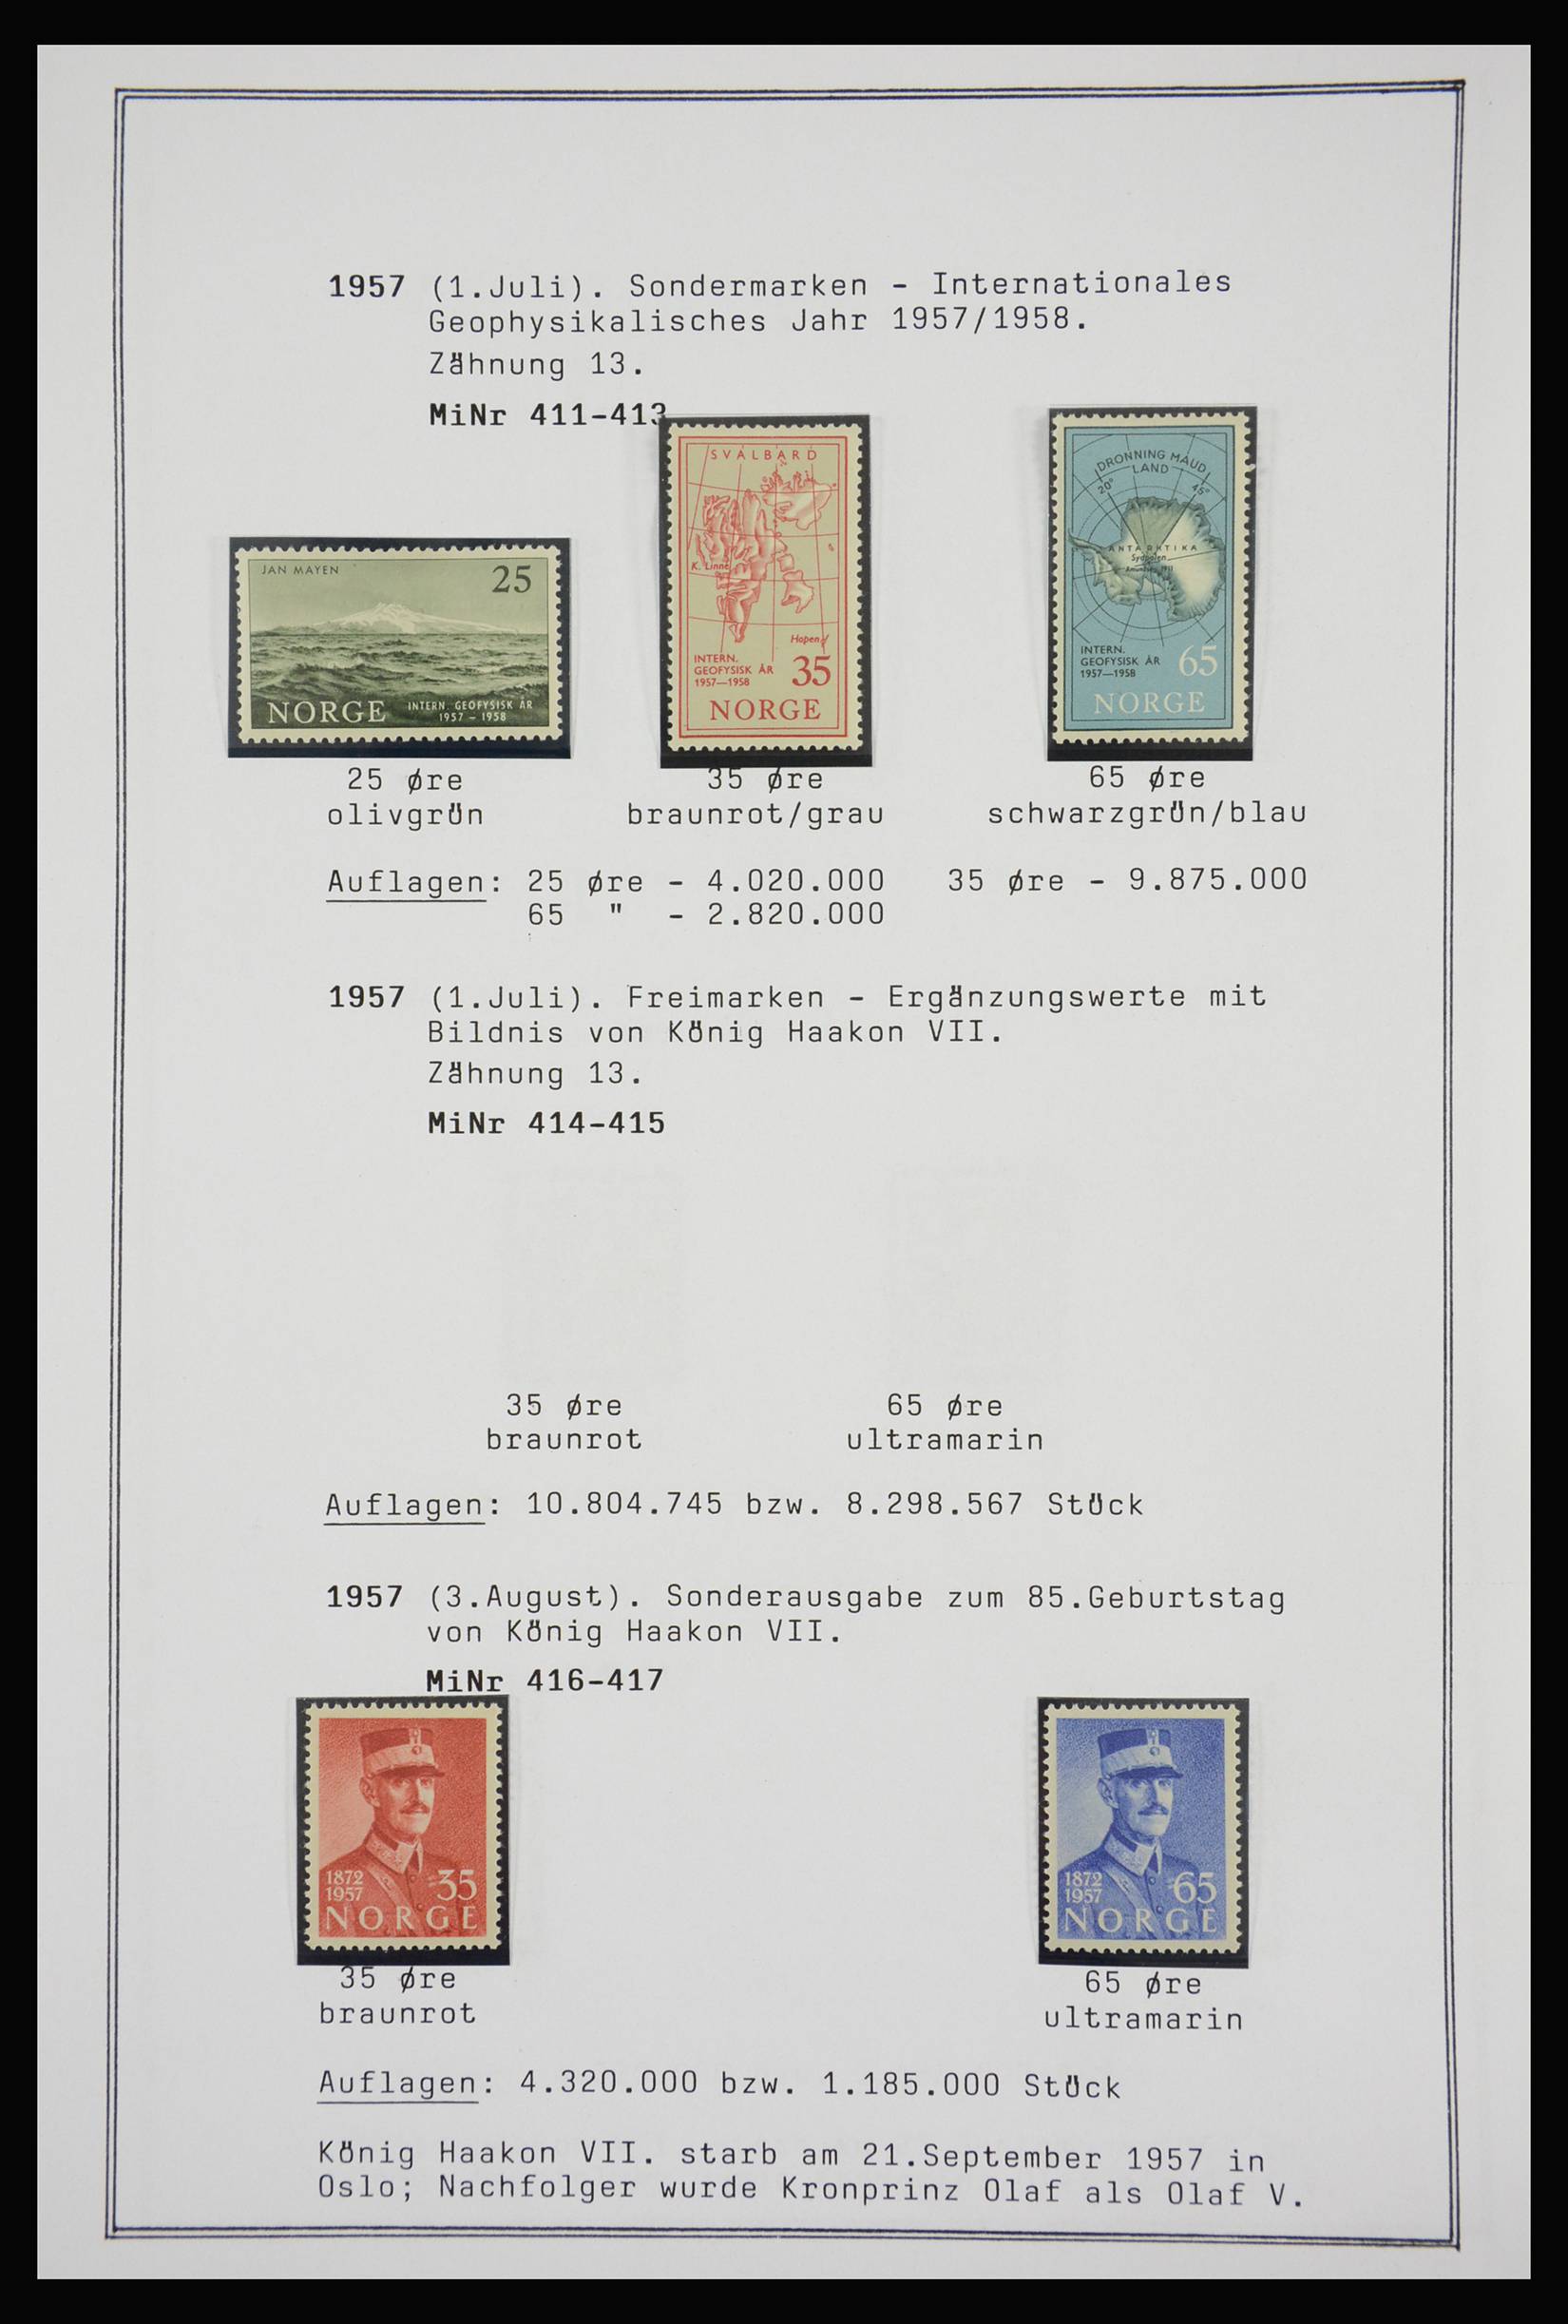 1957 (1.Juli). Sondermarken - Internationales
Geophysikalisches Jahr 1957/1958.
Zähnung 13.
MiNr 411-413
JAN MAYEN 25
NORGE INTERN. GEOFYSISK ÅR
1957 - 1958
SVALBARD
K. Linné
Hopen
INTERN.
GEOFYSISK ÅR
1957—1958
35
NORGE
DRONNING MAUD
LAND
20° 45°
ANTARKTIKA
Sydpolen
Amundsen 1911
INTERN.
GEOFYSISK ÅR
1957—1958
65
NORGE
25 øre
olivgrün
35 øre
braunrot/grau
65 øre
schwarzgrün/blau
Auflagen: 25 øre - 4.020.000 35 øre - 9.875.000
65 " - 2.820.000
1957 (1.Juli). Freimarken - Ergänzungswerte mit
Bildnis von König Haakon VII.
Zähnung 13.
MiNr 414-415
35 øre
braunrot
65 øre
ultramarin
Auflagen: 10.804.745 bzw. 8.298.567 Stück
1957 (3.August). Sonderausgabe zum 85.Geburtstag
von König Haakon VII.
MiNr 416-417
1872
1957
35
NORGE
1872
1957
65
NORGE
35 øre
braunrot
65 øre
ultramarin
Auflagen: 4.320.000 bzw. 1.185.000 Stück
König Haakon VII. starb am 21.September 1957 in
Oslo; Nachfolger wurde Kronprinz Olaf als Olaf V.